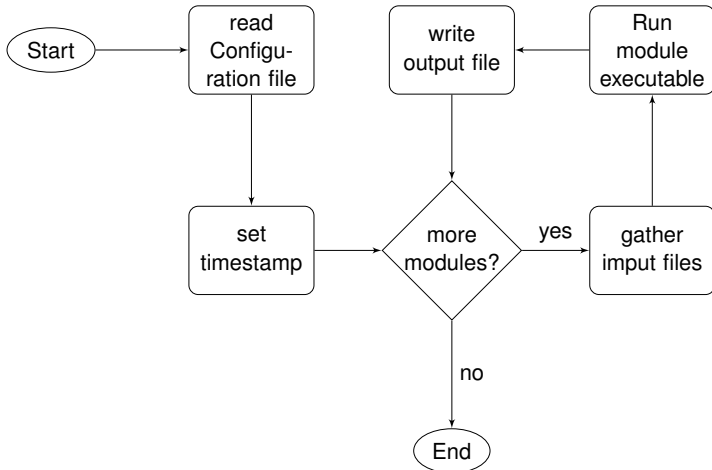 Start
read
Configu-
ration file
write
output file
Run
module
executable
set
timestamp
more
modules?
yes
gather
imput files
no
End